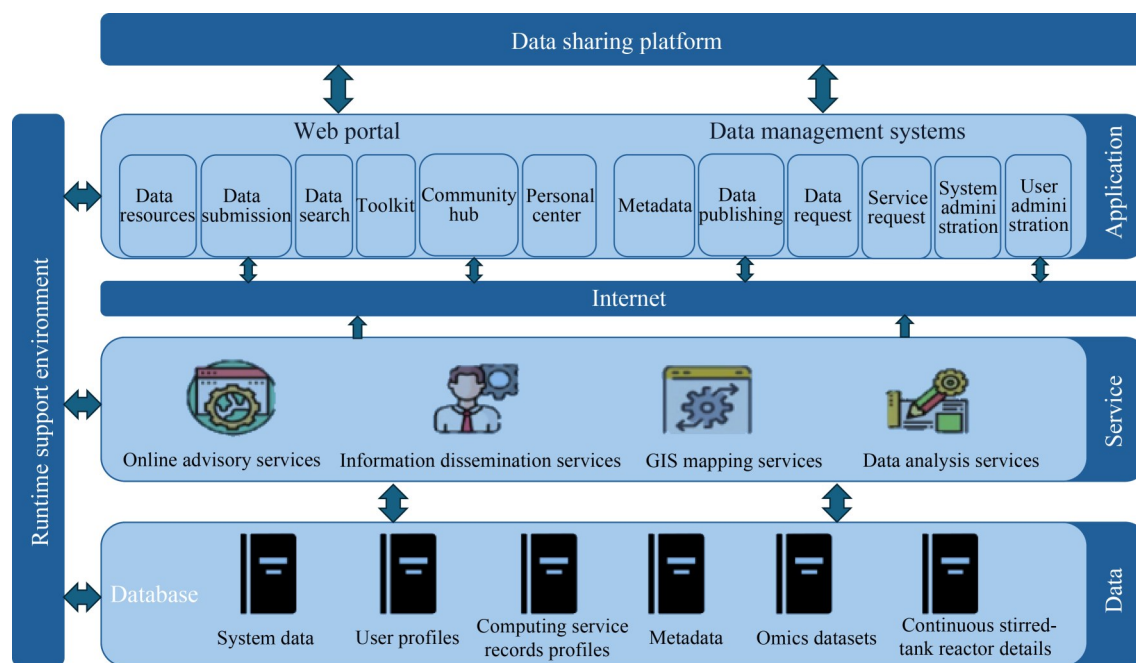 Data sharing platform
Runtime support environment
Web portal
Data management systems
Application
Data
resources
Data
submission
Data
search
Toolkit
Community
hub
Personal
center
Metadata
Data
publishing
Data
request
Service
request
System
admini
stration
User
admini
stration
Internet
Service
Online advisory services
Information dissemination services
GIS mapping services
Data analysis services
Database
Data
System data
User profiles
Computing service
records profiles
Metadata
Omics datasets
Continuous stirred-
tank reactor details